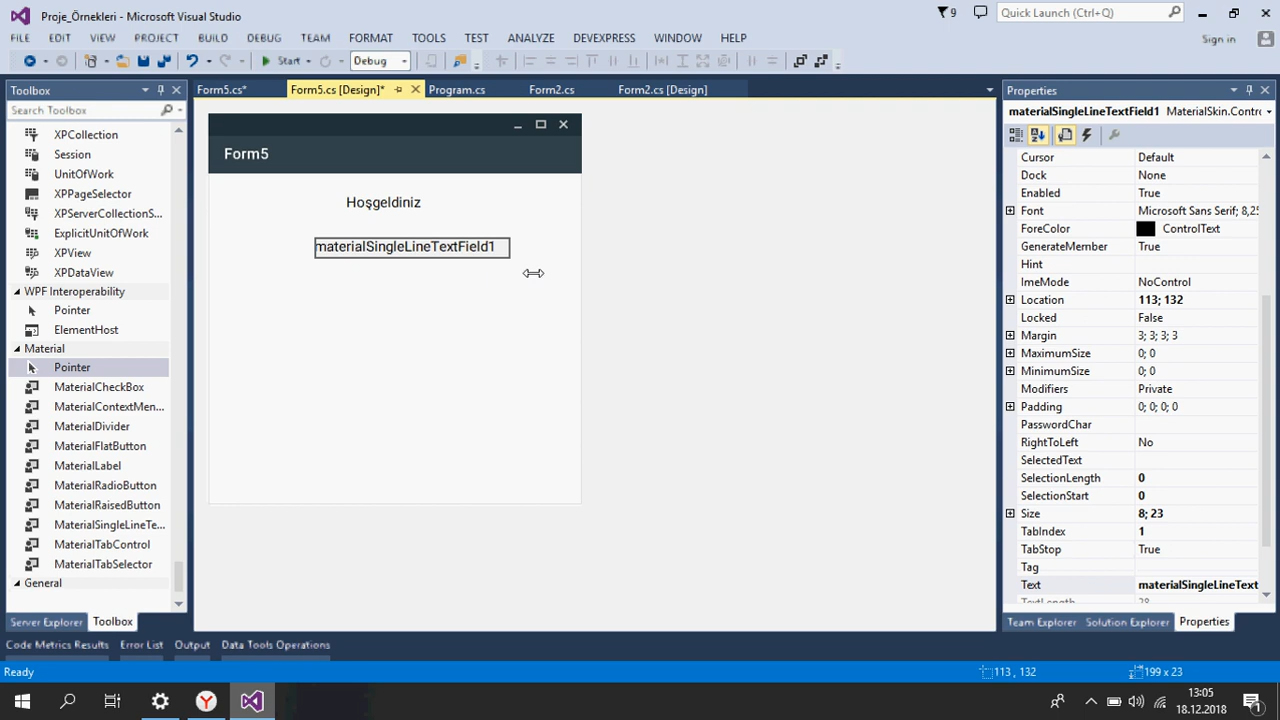 Proje_Örnekleri - Microsoft Visual Studio
9
Quick Launch (Ctrl+Q)
FILE EDIT VIEW PROJECT BUILD DEBUG TEAM FORMAT TOOLS TEST ANALYZE DEVEXPRESS WINDOW HELP
Sign in
Start
Debug
Toolbox
Search Toolbox
XPCollection
Session
UnitOfWork
XPPageSelector
XPServerCollectionS...
ExplicitUnitOfWork
XPView
XPDataView
WPF Interoperability
Pointer
ElementHost
Material
Pointer
MaterialCheckBox
MaterialContextMen...
MaterialDivider
MaterialFlatButton
MaterialLabel
MaterialRadioButton
MaterialRaisedButton
MaterialSingleLineTe...
MaterialTabControl
MaterialTabSelector
General
Server Explorer Toolbox
Form5.cs* Form5.cs [Design]* Program.cs Form2.cs Form2.cs [Design]
Form5
Hoşgeldiniz
materialSingleLineTextField1
Properties
materialSingleLineTextField1 MaterialSkin.Contro
Cursor Default
Dock None
Enabled True
Font Microsoft Sans Serif; 8,25
ForeColor ControlText
GenerateMember True
Hint
ImeMode NoControl
Location 113; 132
Locked False
Margin 3; 3; 3; 3
MaximumSize 0; 0
MinimumSize 0; 0
Modifiers Private
Padding 0; 0; 0; 0
PasswordChar
RightToLeft No
SelectedText
SelectionLength 0
SelectionStart 0
Size 8; 23
TabIndex 1
TabStop True
Tag
Text materialSingleLineText
TextLength 28
Team Explorer Solution Explorer Properties
Code Metrics Results Error List Output Data Tools Operations
Ready
113 , 132
199 x 23
13:05
18.12.2018
1